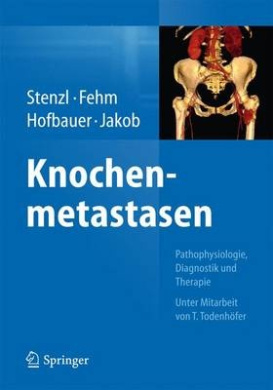 Stenzl Fehm
Hofbauer Jakob
Knochen-
metastasen
Pathophysiologie,
Diagnostik und
Therapie
Unter Mitarbeit
von T. Todenhöfer
Springer